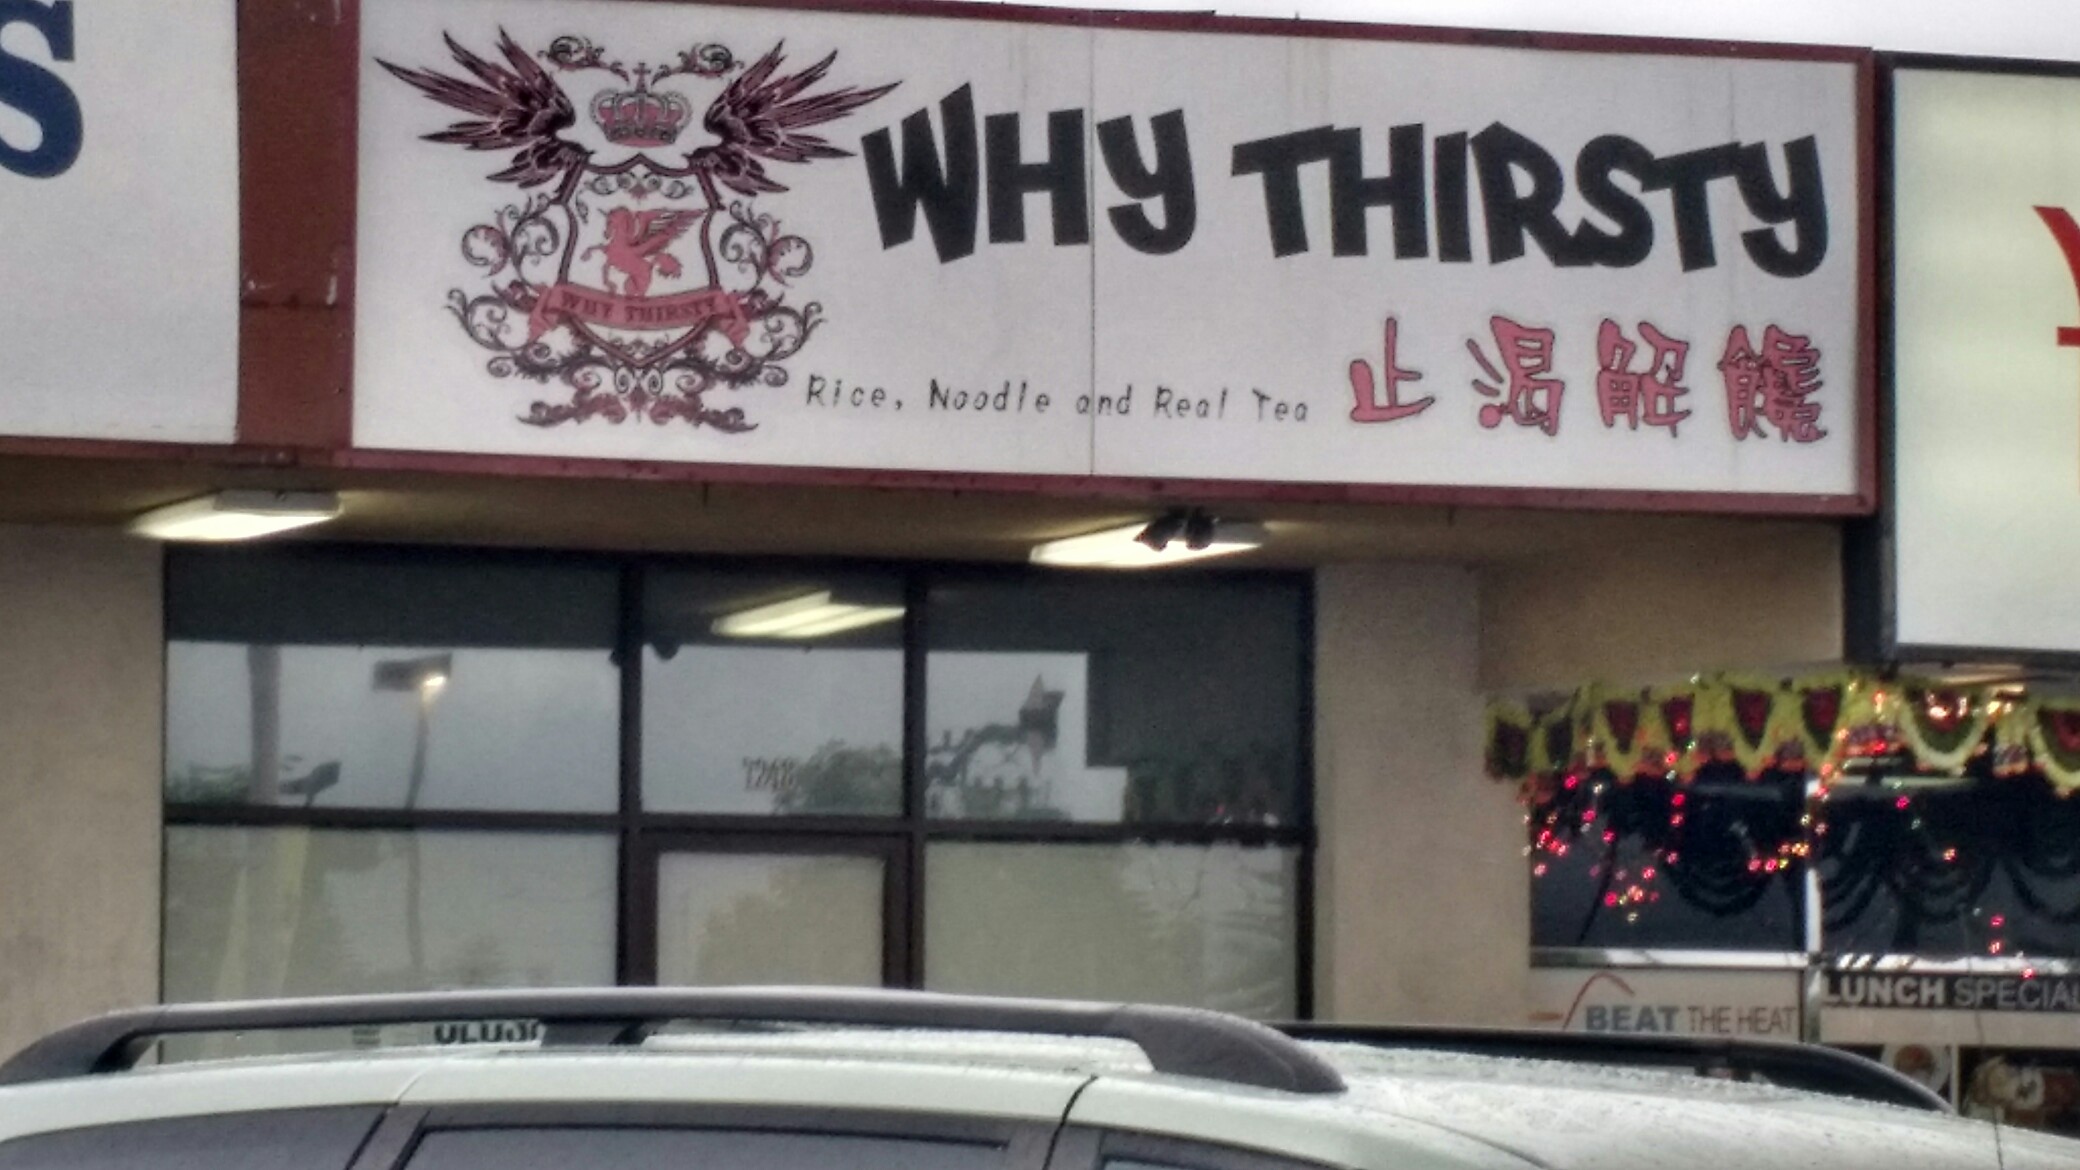 S
WHY THIRSTY
WHY THIRSTY
Rice, Noodle and Real Tea
止渴解饞
BEAT THE HEAT
LUNCH SPECIAL